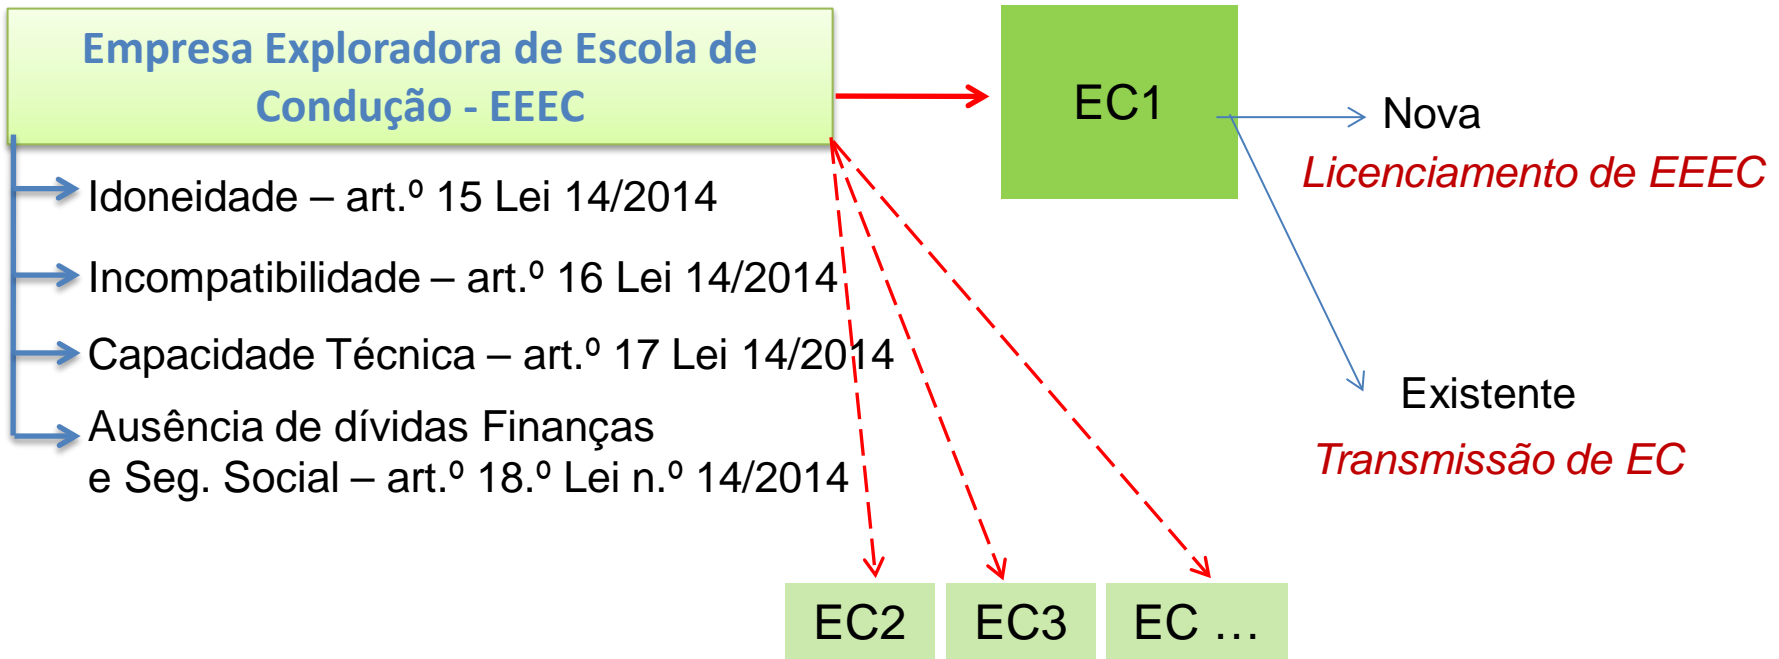 Empresa Exploradora de Escola de
Condução - EEEC
EC1
Nova
Licenciamento de EEEC
Idoneidade – art.º 15 Lei 14/2014
Incompatibilidade – art.º 16 Lei 14/2014
Capacidade Técnica – art.º 17 Lei 14/2014
Ausência de dívidas Finanças
e Seg. Social – art.º 18.º Lei n.º 14/2014
Existente
Transmissão de EC
EC2
EC3
EC …